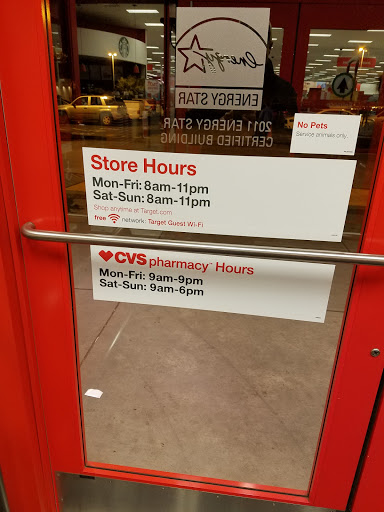 energy
ENERGY STAR
2011 ENERGY STAR
CERTIFIED BUILDING
No Pets
Service animals only.
Store Hours
Mon-Fri: 8am-11pm
Sat-Sun: 8am-11pm
Shop anytime at Target.com
free network: Target Guest Wi-Fi
CVS pharmacy™ Hours
Mon-Fri: 9am-9pm
Sat-Sun: 9am-6pm